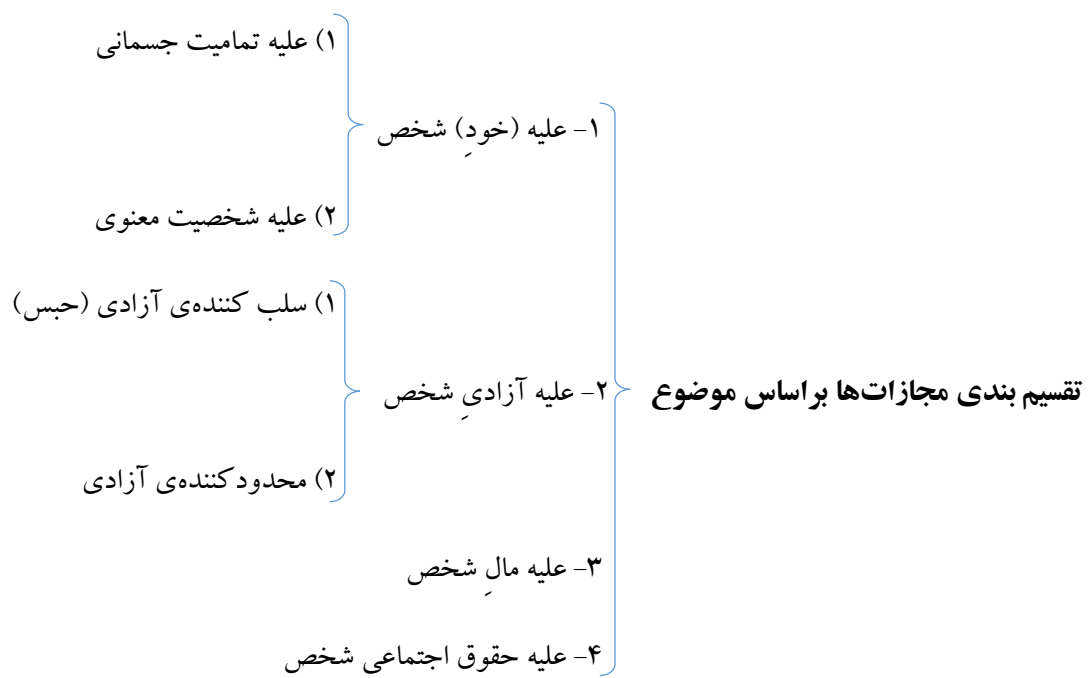 تقسیم بندی مجازات‌ها براساس موضوع
۱- علیه (خودِ) شخص
۱) علیه تمامیت جسمانی
۲) علیه شخصیت معنوی
۲- علیه آزادیِ شخص
۱) سلب کننده‌ی آزادی (حبس)
۲) محدودکننده‌ی آزادی
۳- علیه مالِ شخص
۴- علیه حقوق اجتماعی شخص